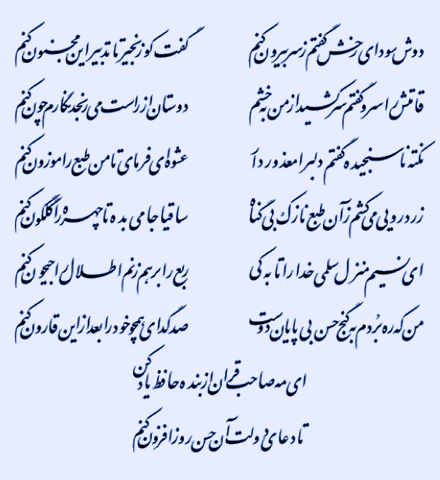 دوش سودای رخش گفتم ز سر بیرون کنم
گفت کو زنجیر تا تدبیر این مجنون کنم
قامتش را سرو گفتم سر کشید از من به خشم
دوستان از راست می رنجد نگارم چون کنم
نکته ناسنجیده گفتم دلبرا معذور دار
عشوه‌ای فرمای تا من طبع را موزون کنم
زردرویی می کشم زآن طبع نازک بی گناه
ساقیا جامی بده تا چهره را گلگون کنم
ای نسیم منزل سلمی خدا را تا به کی
ربع را برهم زنم اطلال را جیحون کنم
من که ره بردم به گنج حسن بی پایان دوست
صد گدای همچو خود را بعد از این قارون کنم
ای مه صاحب قران از بنده حافظ یاد کن
تا دعای دولت آن حسن روزافزون کنم